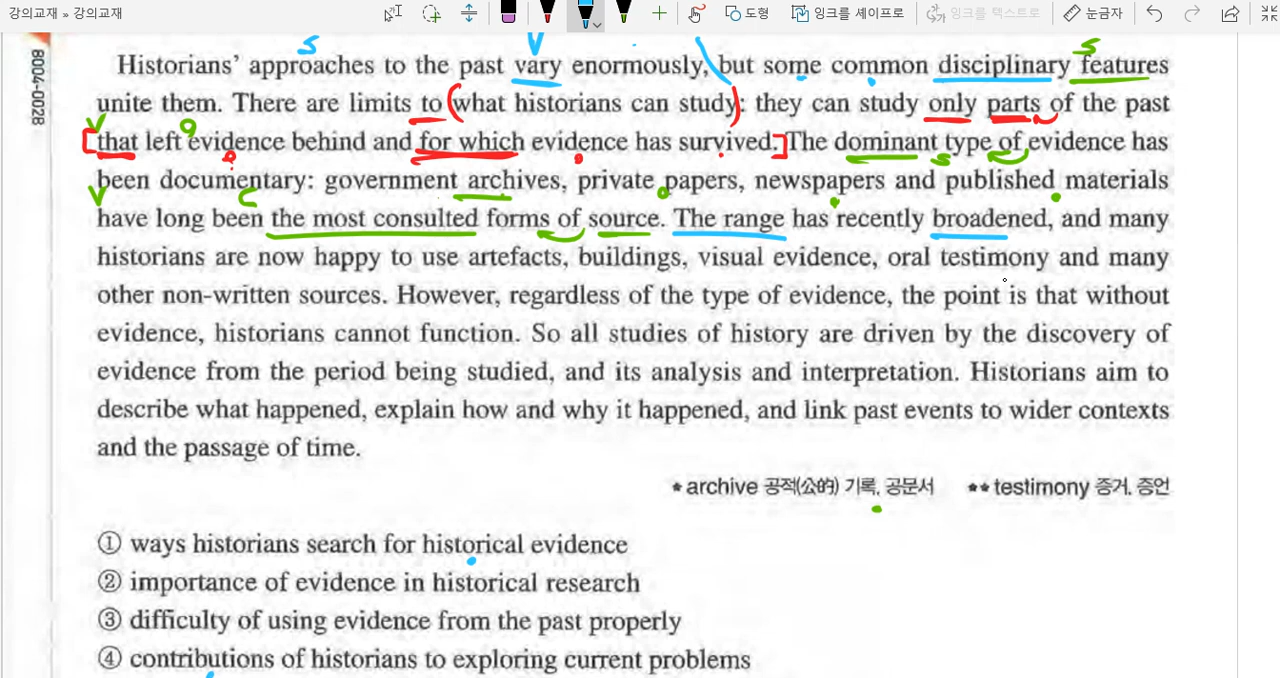 강의교재 » 강의교재
도형
잉크를 셰이프로
잉크를 텍스트로
눈금자
8004-0028
S V S
Historians' approaches to the past vary enormously, but some common disciplinary features
unite them. There are limits to (what historians can study): they can study only parts of the past
V
[that left evidence behind and for which evidence has survived.] The dominant type of evidence has
S
been documentary: government archives, private papers, newspapers and published materials
V C
have long been the most consulted forms of source. The range has recently broadened, and many
historians are now happy to use artefacts, buildings, visual evidence, oral testimony and many
other non-written sources. However, regardless of the type of evidence, the point is that without
evidence, historians cannot function. So all studies of history are driven by the discovery of
evidence from the period being studied, and its analysis and interpretation. Historians aim to
describe what happened, explain how and why it happened, and link past events to wider contexts
and the passage of time.
* archive 공적(公的) 기록, 공문서 ** testimony 증거, 증언
① ways historians search for historical evidence
② importance of evidence in historical research
③ difficulty of using evidence from the past properly
④ contributions of historians to exploring current problems